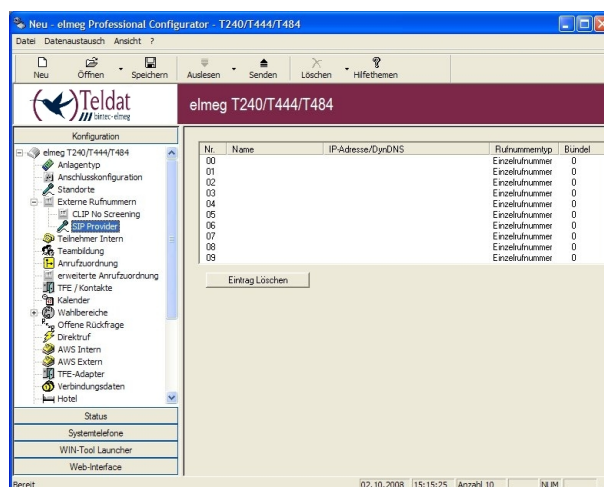 Neu - elmeg Professional Configurator - T240/T444/T484
Datei Datenaustausch Ansicht ?
Neu Öffnen Speichern Auslesen Senden Löschen Hilfethemen
Teldat
bintec-elmeg
elmeg T240/T444/T484
Konfiguration
elmeg T240/T444/T484
Anlagentyp
Anschlusskonfiguration
Standorte
Externe Rufnummern
CLIP No Screening
SIP Provider
Teilnehmer Intern
Teambildung
Anrufzuordnung
erweiterte Anrufzuordnung
TFE / Kontakte
Kalender
Wahlbereiche
Offene Rückfrage
Direktruf
AWS Intern
AWS Extern
TFE-Adapter
Verbindungsdaten
Hotel
Status
Systemtelefone
WIN-Tool Launcher
Web-Interface
Nr. Name IP-Adresse/DynDNS Rufnummerntyp Bündel
00 Einzelrufnummer 0
01 Einzelrufnummer 0
02 Einzelrufnummer 0
03 Einzelrufnummer 0
04 Einzelrufnummer 0
05 Einzelrufnummer 0
06 Einzelrufnummer 0
07 Einzelrufnummer 0
08 Einzelrufnummer 0
09 Einzelrufnummer 0
Eintrag Löschen
Bereit 02.10.2008 15:15:25 Anzahl 10 NUM